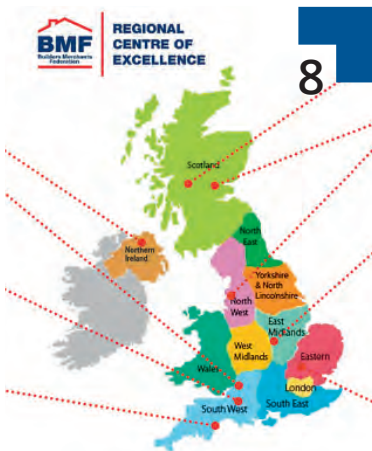 BMF
Builders Merchants
Federation
REGIONAL
CENTRE OF
EXCELLENCE
8
Scotland
North
East
Northern
Ireland
Yorkshire
& North
Lincolnshire
North
West
East
Midlands
West
Midlands
Eastern
Wales
London
South West
South East